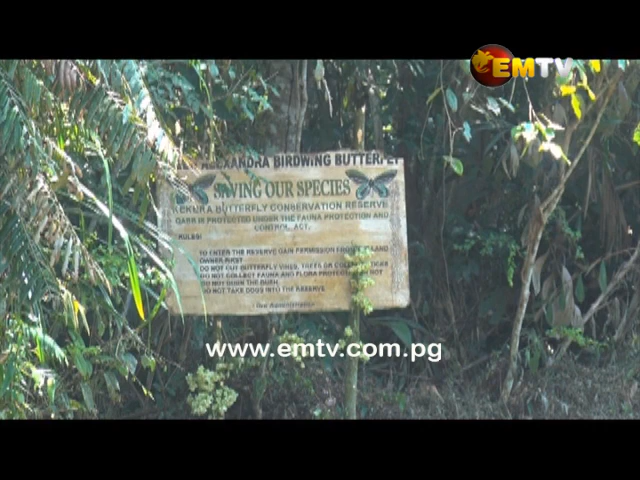 EMTV
ALEXANDRA BIRDWING BUTTERFLY
SAVING OUR SPECIES
KEKURA BUTTERFLY CONSERVATION RESERVE
QABB IS PROTECTED UNDER THE FAUNA PROTECTION AND
CONTROL ACT.
RULES:
TO ENTER THE RESERVE GAIN PERMISSION LAND
OWNER FIRST
DO NOT CUT BUTTERFLY VINES, TREES OR
DO NOT COLLECT FAUNA AND FLORA
DO NOT BURN THE BUSH
DO NOT TAKE DOGS INTO THE RESERVE
www.emtv.com.pg